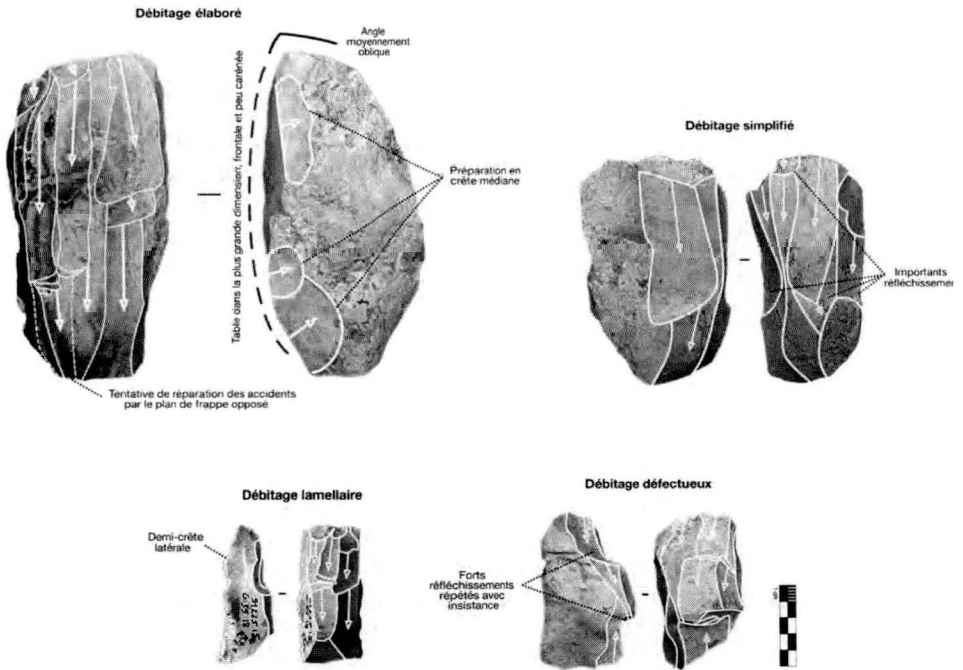 Débitage élaboré
Angle
moyennement
oblique
Table dans la plus grande dimension, frontale et peu carénée
Préparation en
crête médiane
Tentative de réparation des accidents
par le plan de frappe opposé
Débitage simplifié
Importants
réfléchissemen
Débitage lamellaire
Demi-crête
latérale
Débitage défectueux
Forts
réfléchissements
répétés avec
insistance